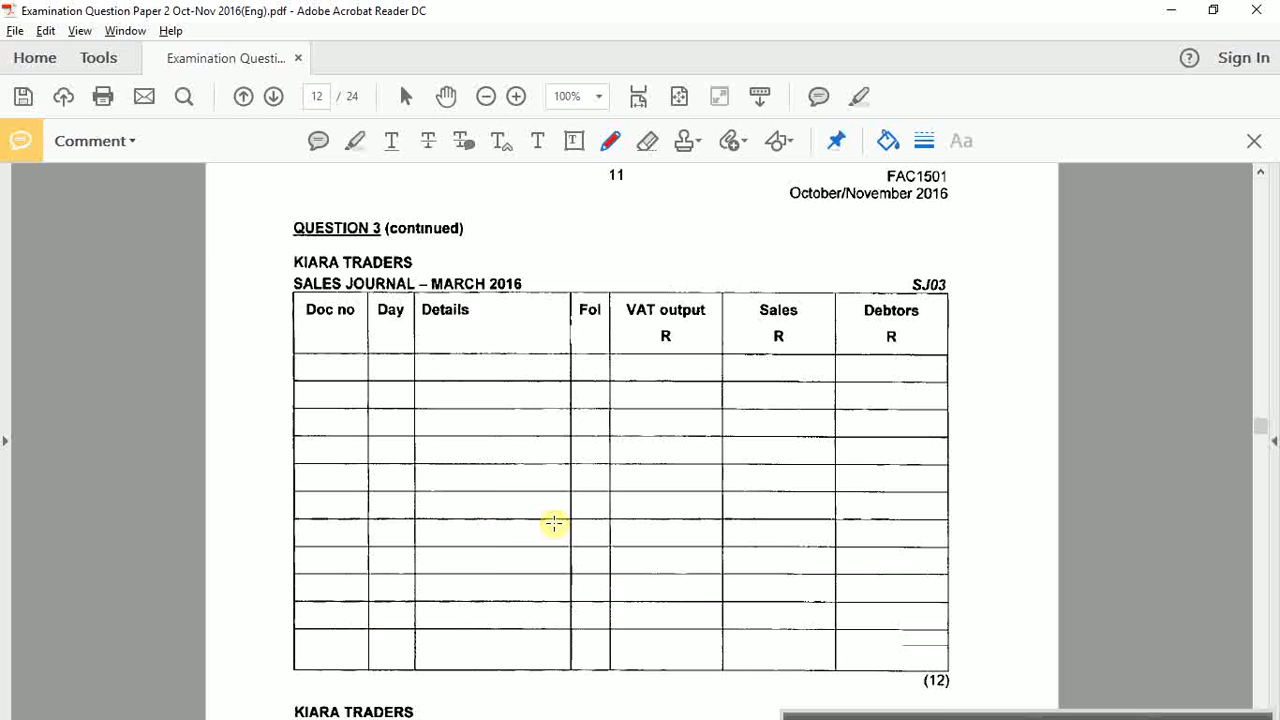 Examination Question Paper 2 Oct-Nov 2016(Eng).pdf - Adobe Acrobat Reader DC
File Edit View Window Help
Home Tools Examination Questi... × Sign In
12 / 24 100%
Comment
Aa
11 FAC1501
October/November 2016
QUESTION 3 (continued)
KIARA TRADERS
SALES JOURNAL – MARCH 2016 SJ03
Doc no Day Details Fol VAT output Sales Debtors
R R R
(12)
KIARA TRADERS